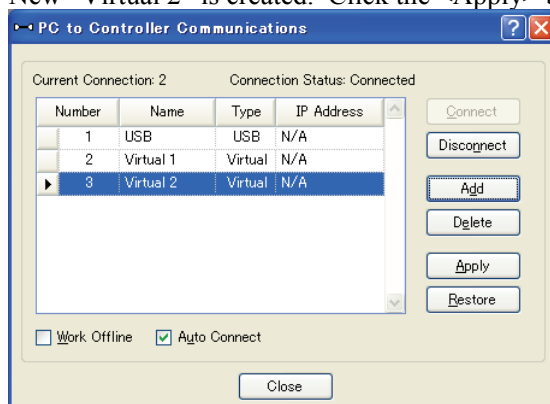 New "Virtual 2" is created. Click the <Apply>
PC to Controller Communications
Current Connection: 2 Connection Status: Connected
Number Name Type IP Address
1 USB USB N/A
2 Virtual 1 Virtual N/A
3 Virtual 2 Virtual N/A
Connect
Disconnect
Add
Delete
Apply
Restore
Work Offline Auto Connect
Close